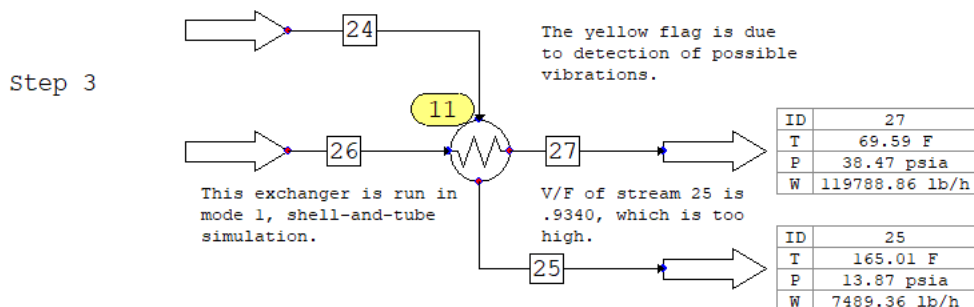 24
The yellow flag is due
to detection of possible
vibrations.
Step 3
11
26
27
This exchanger is run in
mode 1, shell-and-tube
simulation.
V/F of stream 25 is
.9340, which is too
high.
25
ID 27
T 69.59 F
P 38.47 psia
W 119788.86 lb/h
ID 25
T 165.01 F
P 13.87 psia
W 7489.36 lb/h